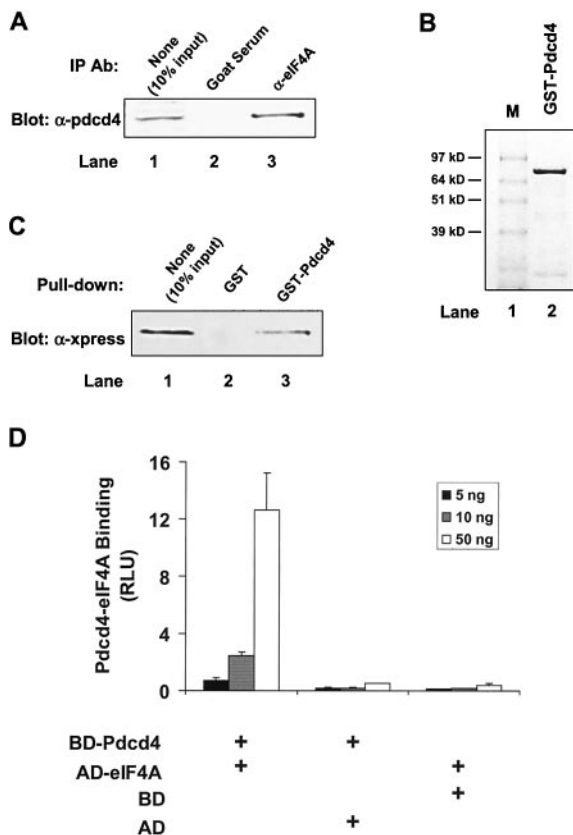 A
IP Ab:
None
(10% input)
Goat Serum
α-eIF4A
Blot: α-pdcd4
Lane 1 2 3
B
M
GST-Pdcd4
97 kD
64 kD
51 kD
39 kD
Lane 1 2
C
Pull-down:
None
(10% input)
GST
GST-Pdcd4
Blot: α-xpress
Lane 1 2 3
D
Pdcd4-eIF4A Binding
(RLU)
16
12
8
4
0
5 ng
10 ng
50 ng
BD-Pdcd4 + +
AD-eIF4A + +
BD +
AD +